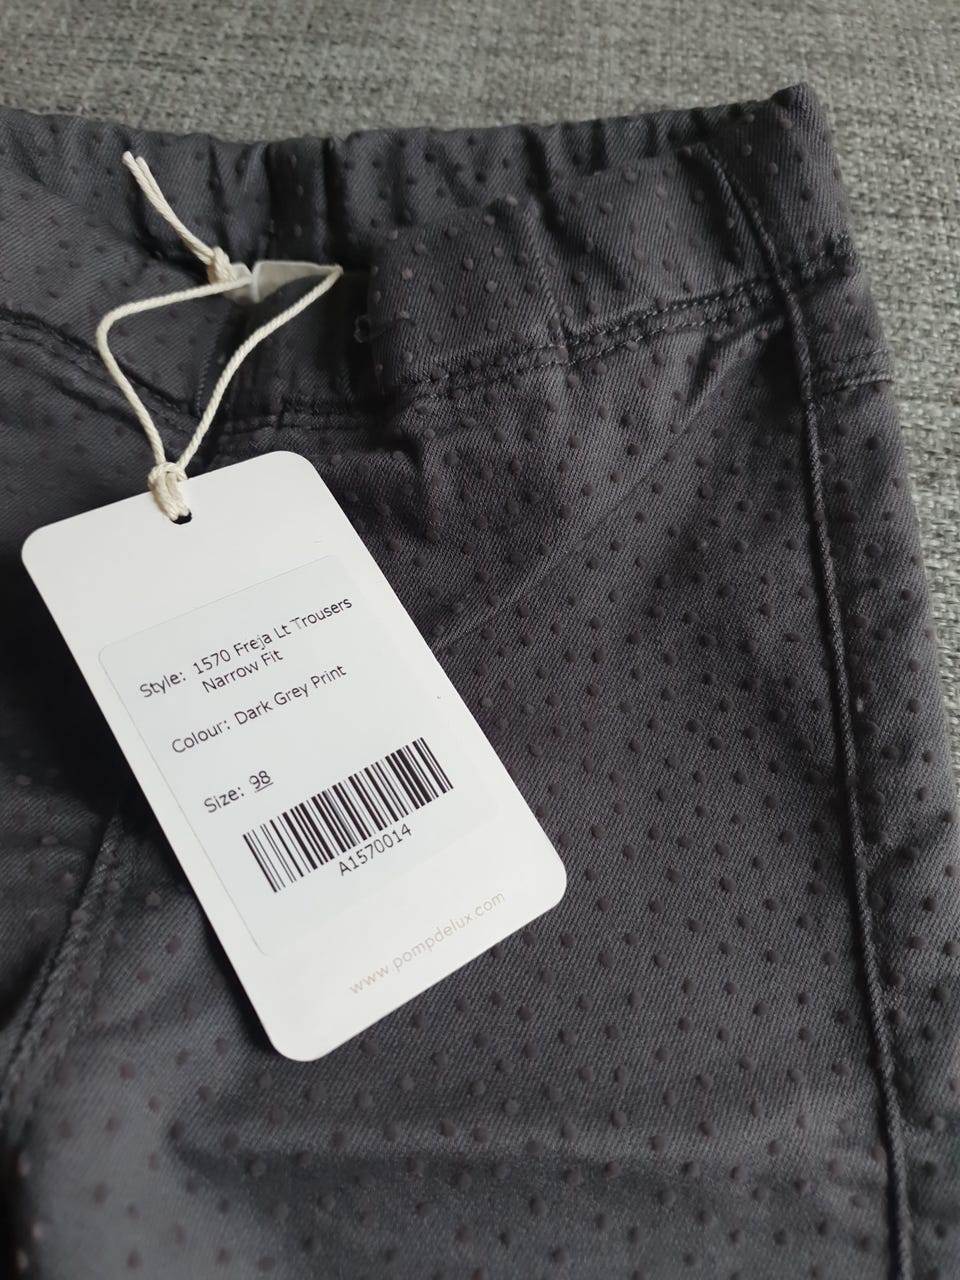 Style: 1570 Freja Lt Trousers
Narrow Fit
Colour: Dark Grey Print
Size: 98
A1570014
www.pompdelux.com